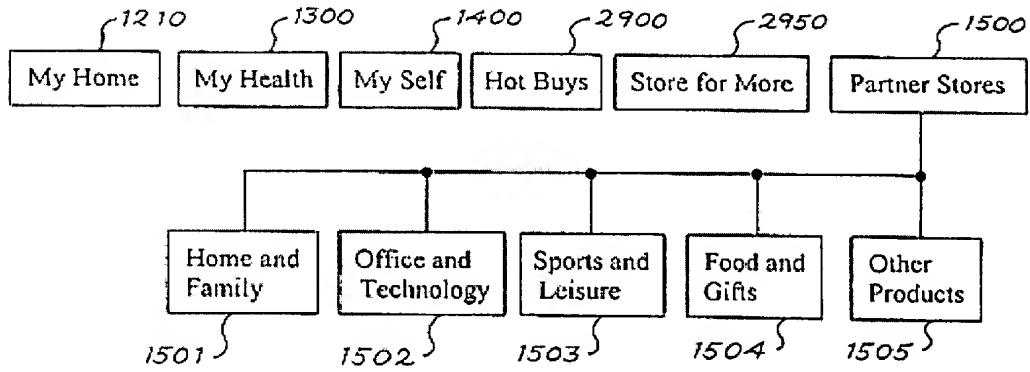 1210 1300 1400 2900 2950 1500
My Home My Health My Self Hot Buys Store for More Partner Stores
Home and Office and Sports and Food and Other
Family Technology Leisure Gifts Products
1501 1502 1503 1504 1505